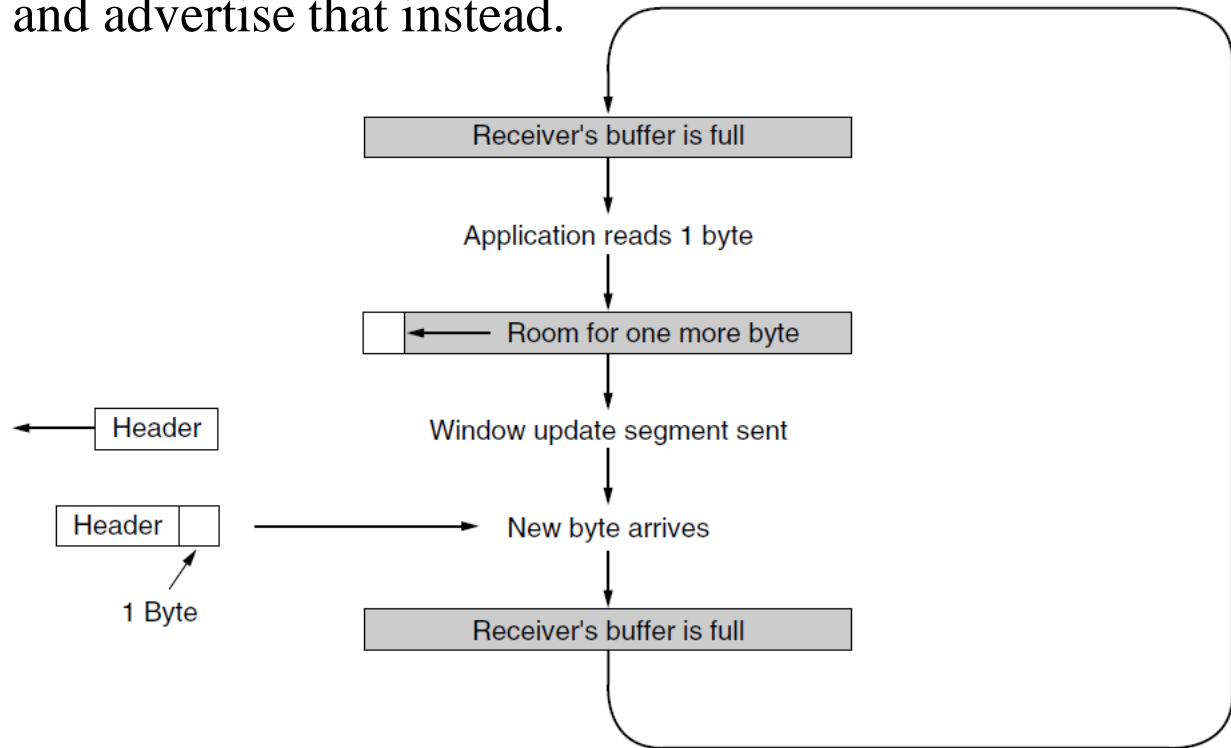 and advertise that instead.
Receiver's buffer is full
Application reads 1 byte
Room for one more byte
Header
Window update segment sent
Header
New byte arrives
1 Byte
Receiver's buffer is full